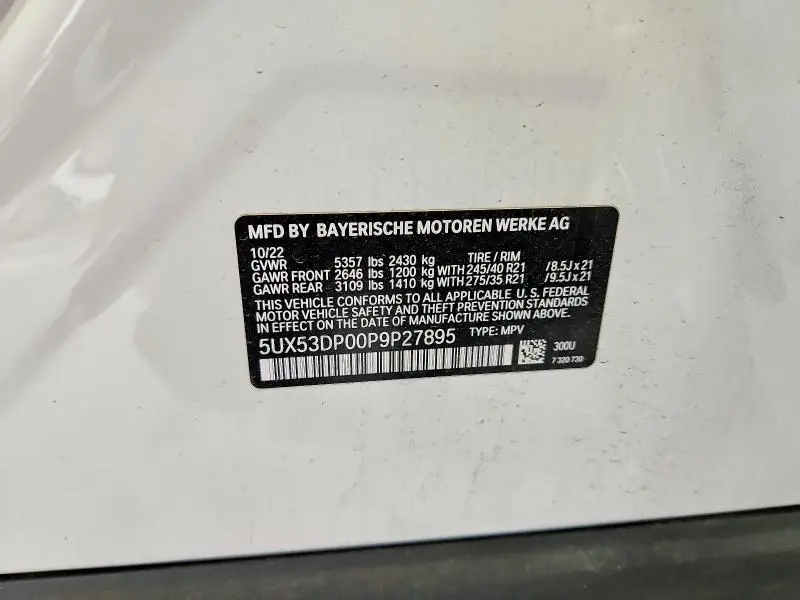 MFD BY BAYERISCHE MOTOREN WERKE AG
10/22 TIRE / RIM
GVWR 5357 lbs 2430 kg
GAWR FRONT 2646 lbs 1200 kg WITH 245/40 R21 /8.5J x 21
GAWR REAR 3109 lbs 1410 kg WITH 275/35 R21 /9.5J x 21
THIS VEHICLE CONFORMS TO ALL APPLICABLE U.S. FEDERAL
MOTOR VEHICLE SAFETY AND THEFT PREVENTION STANDARDS
IN EFFECT ON THE DATE OF MANUFACTURE SHOWN ABOVE.
5UX53DP00P9P27895 TYPE: MPV
300U
7 320 730